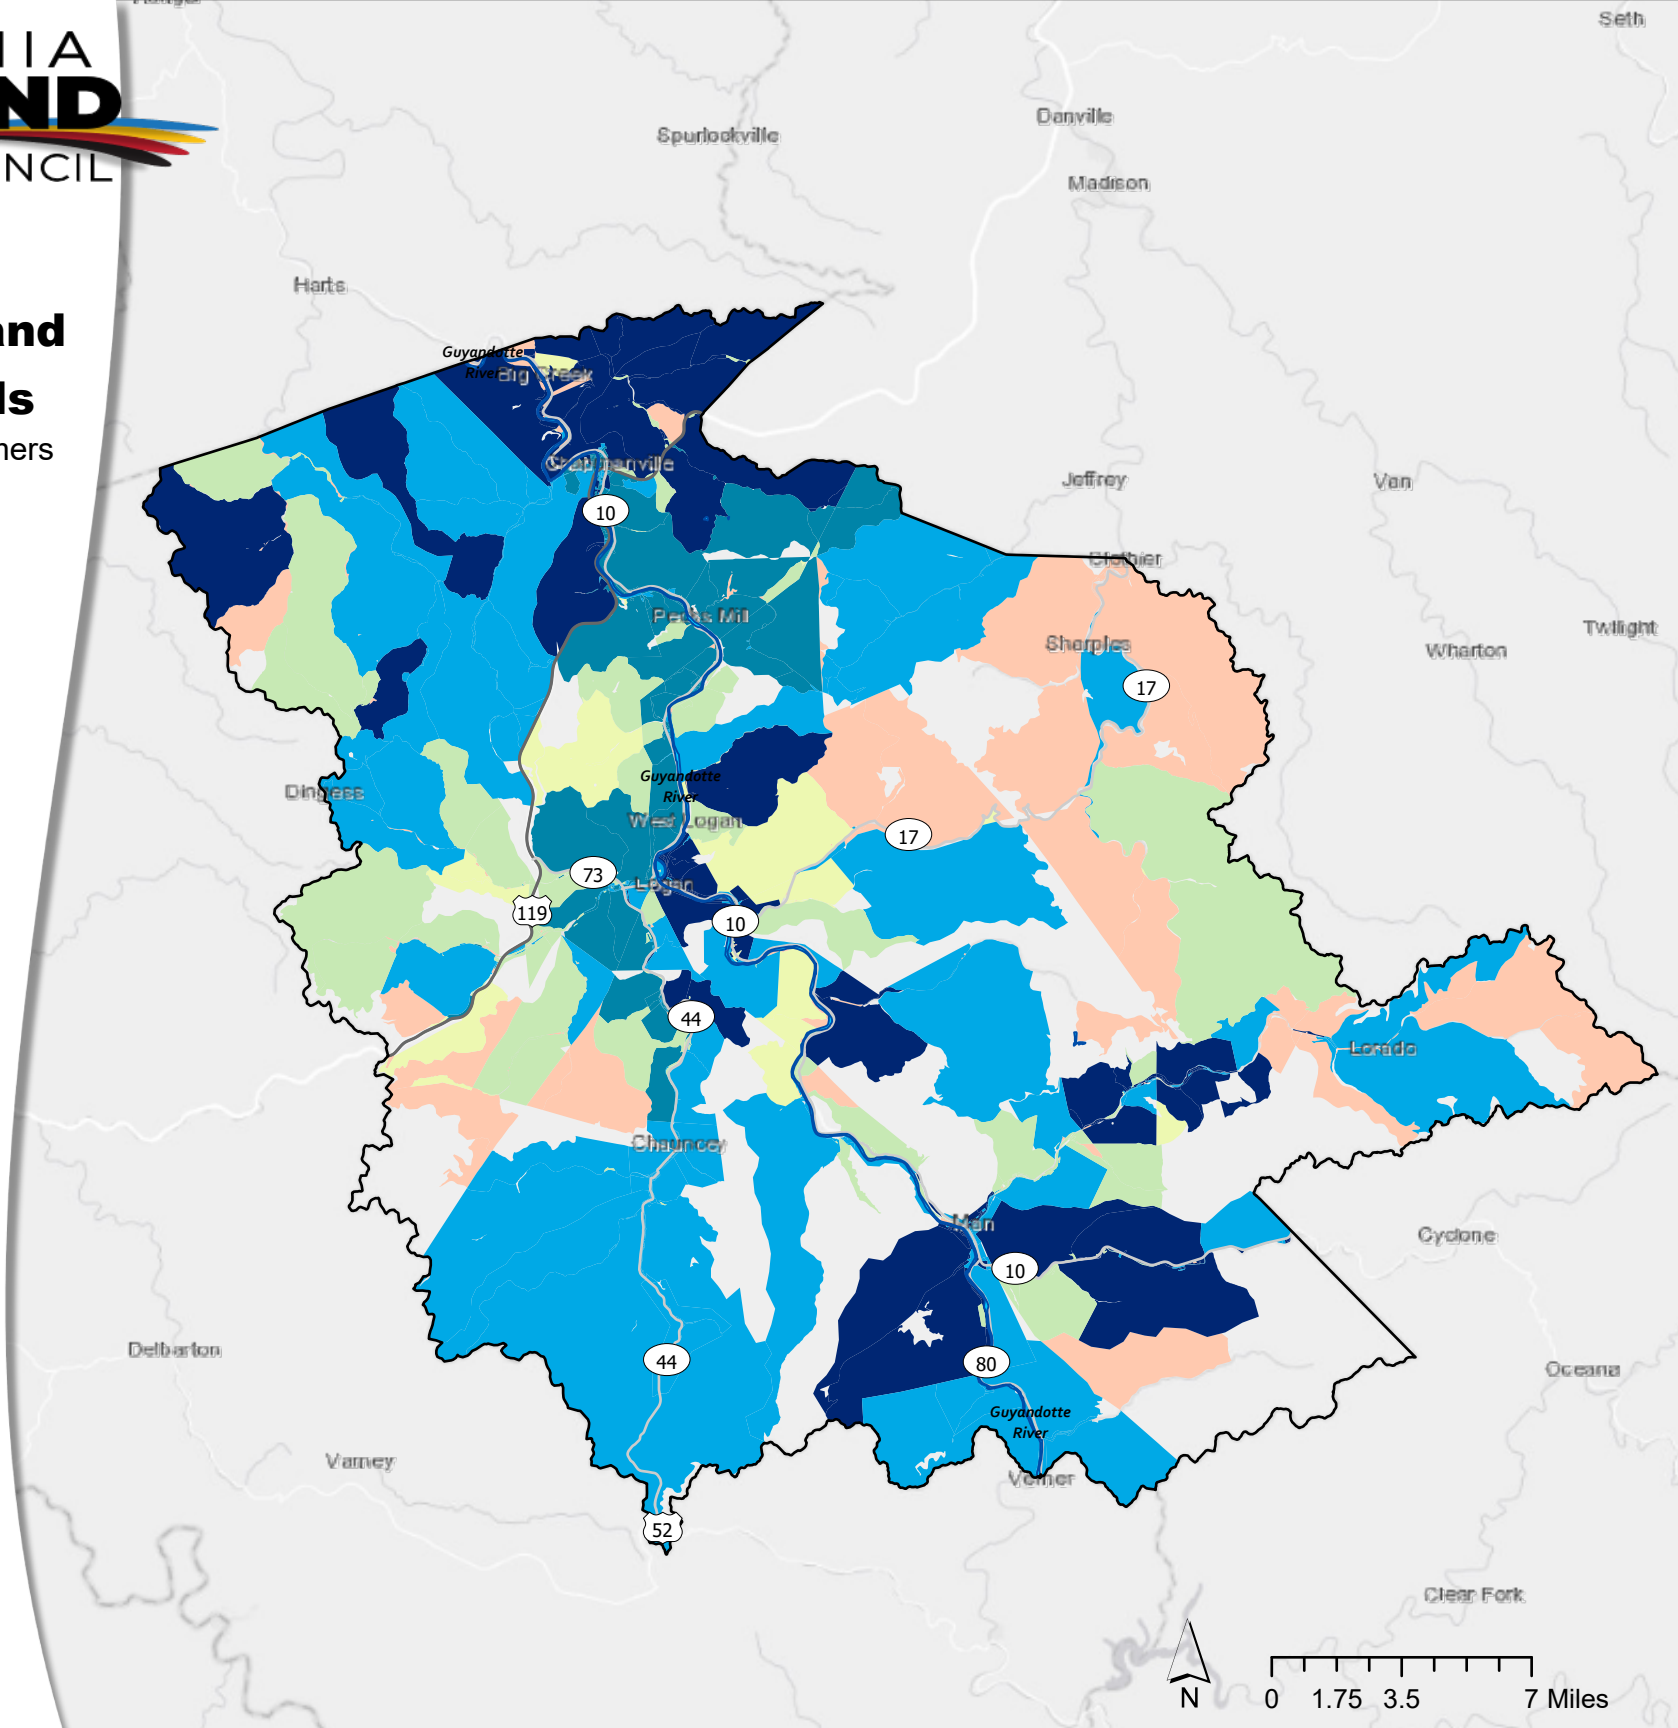 IIA
ND
NCIL
and
ls
ners
Seth
Danville
Spurlockville
Madison
Harts
Guyandotte
River
Big Creek
Chapmanville
Jeffrey
Van
10
Clothier
Pecks Mill
Sharples
Twilight
Wharton
17
Guyandotte
River
Dingess
West Logan
17
73
Logan
119
10
44
Lorado
Chauncey
Man
Cyclone
10
Delbarton
44
80
Oceana
Guyandotte
River
Varney
Verner
52
Clear Fork
N
0 1.75 3.5 7 Miles